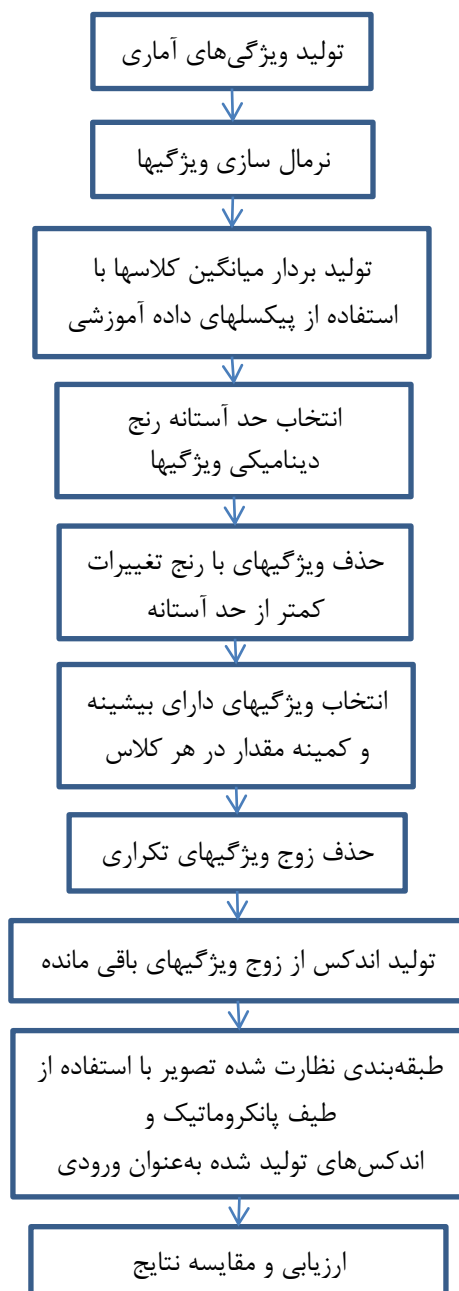 تولید ویژگی‌های آماری
نرمال سازی ویژگیها
تولید بردار میانگین کلاسها با
استفاده از پیکسلهای داده آموزشی
انتخاب حد آستانه رنج
دینامیکی ویژگیها
حذف ویژگیهای با رنج تغییرات
کمتر از حد آستانه
انتخاب ویژگیهای دارای بیشینه
و کمینه مقدار در هر کلاس
حذف زوج ویژگیهای تکراری
تولید اندکس از زوج ویژگیهای باقی مانده
طبقه‌بندی نظارت شده تصویر با استفاده از
طیف پانکروماتیک و
اندکس‌های تولید شده به‌عنوان ورودی
ارزیابی و مقایسه نتایج